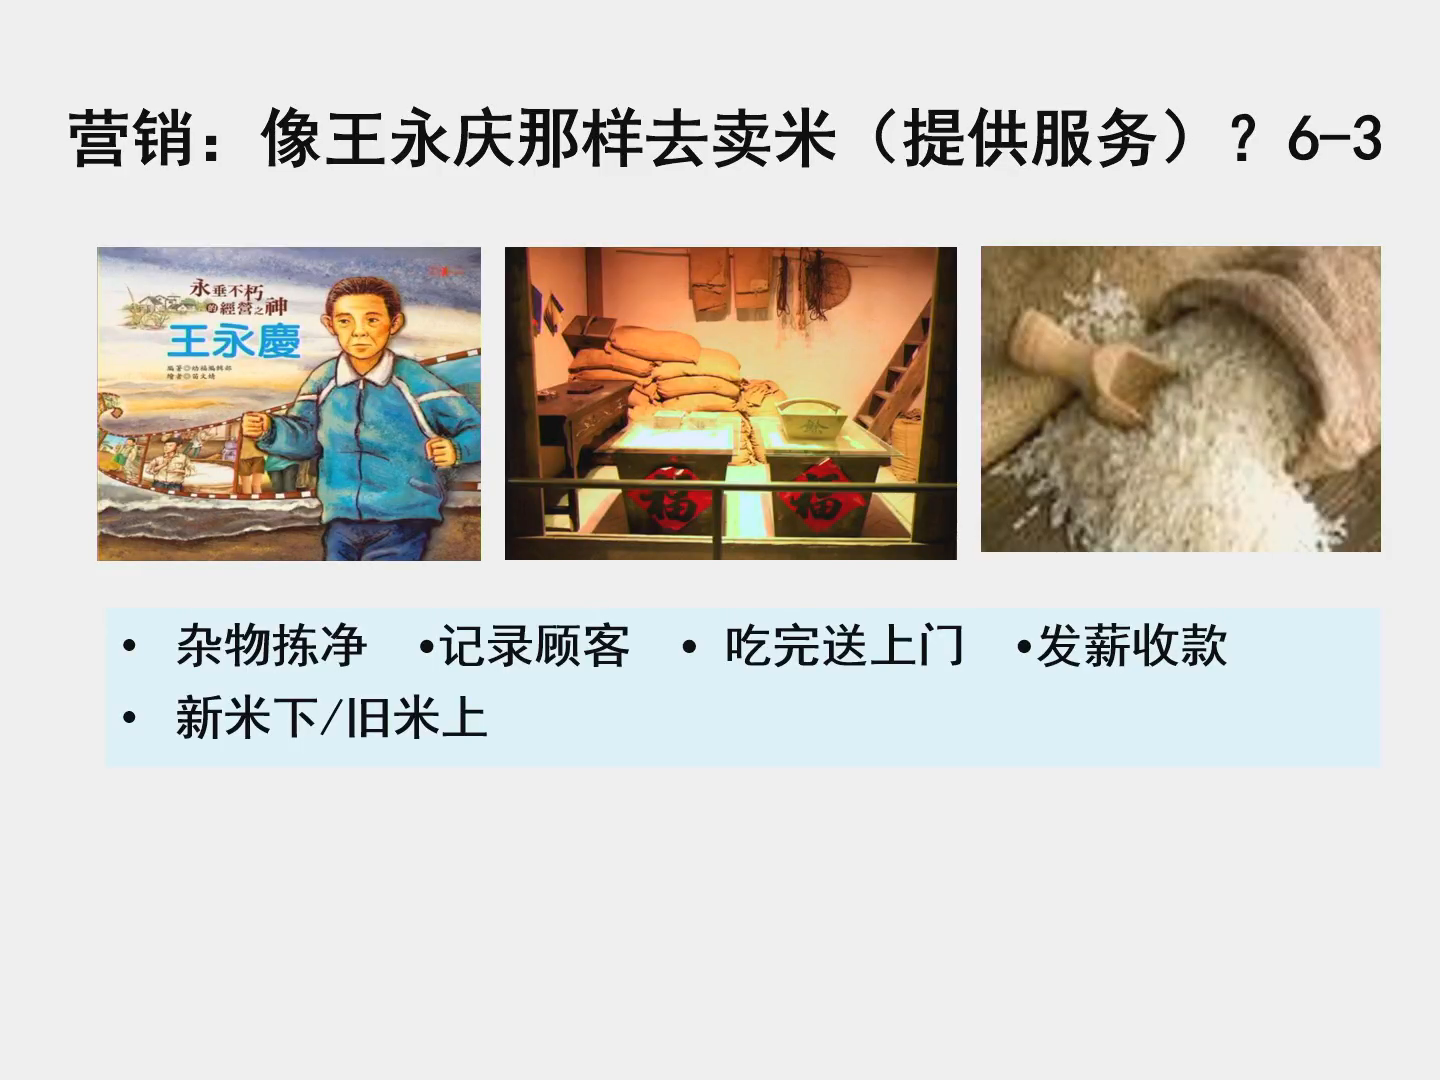 营销：像王永庆那样去卖米（提供服务）？6-3
永垂不朽
的經營之神
王永慶
編著◎幼福編輯部
福
福
• 杂物拣净 •记录顾客 • 吃完送上门 •发薪收款
• 新米下/旧米上